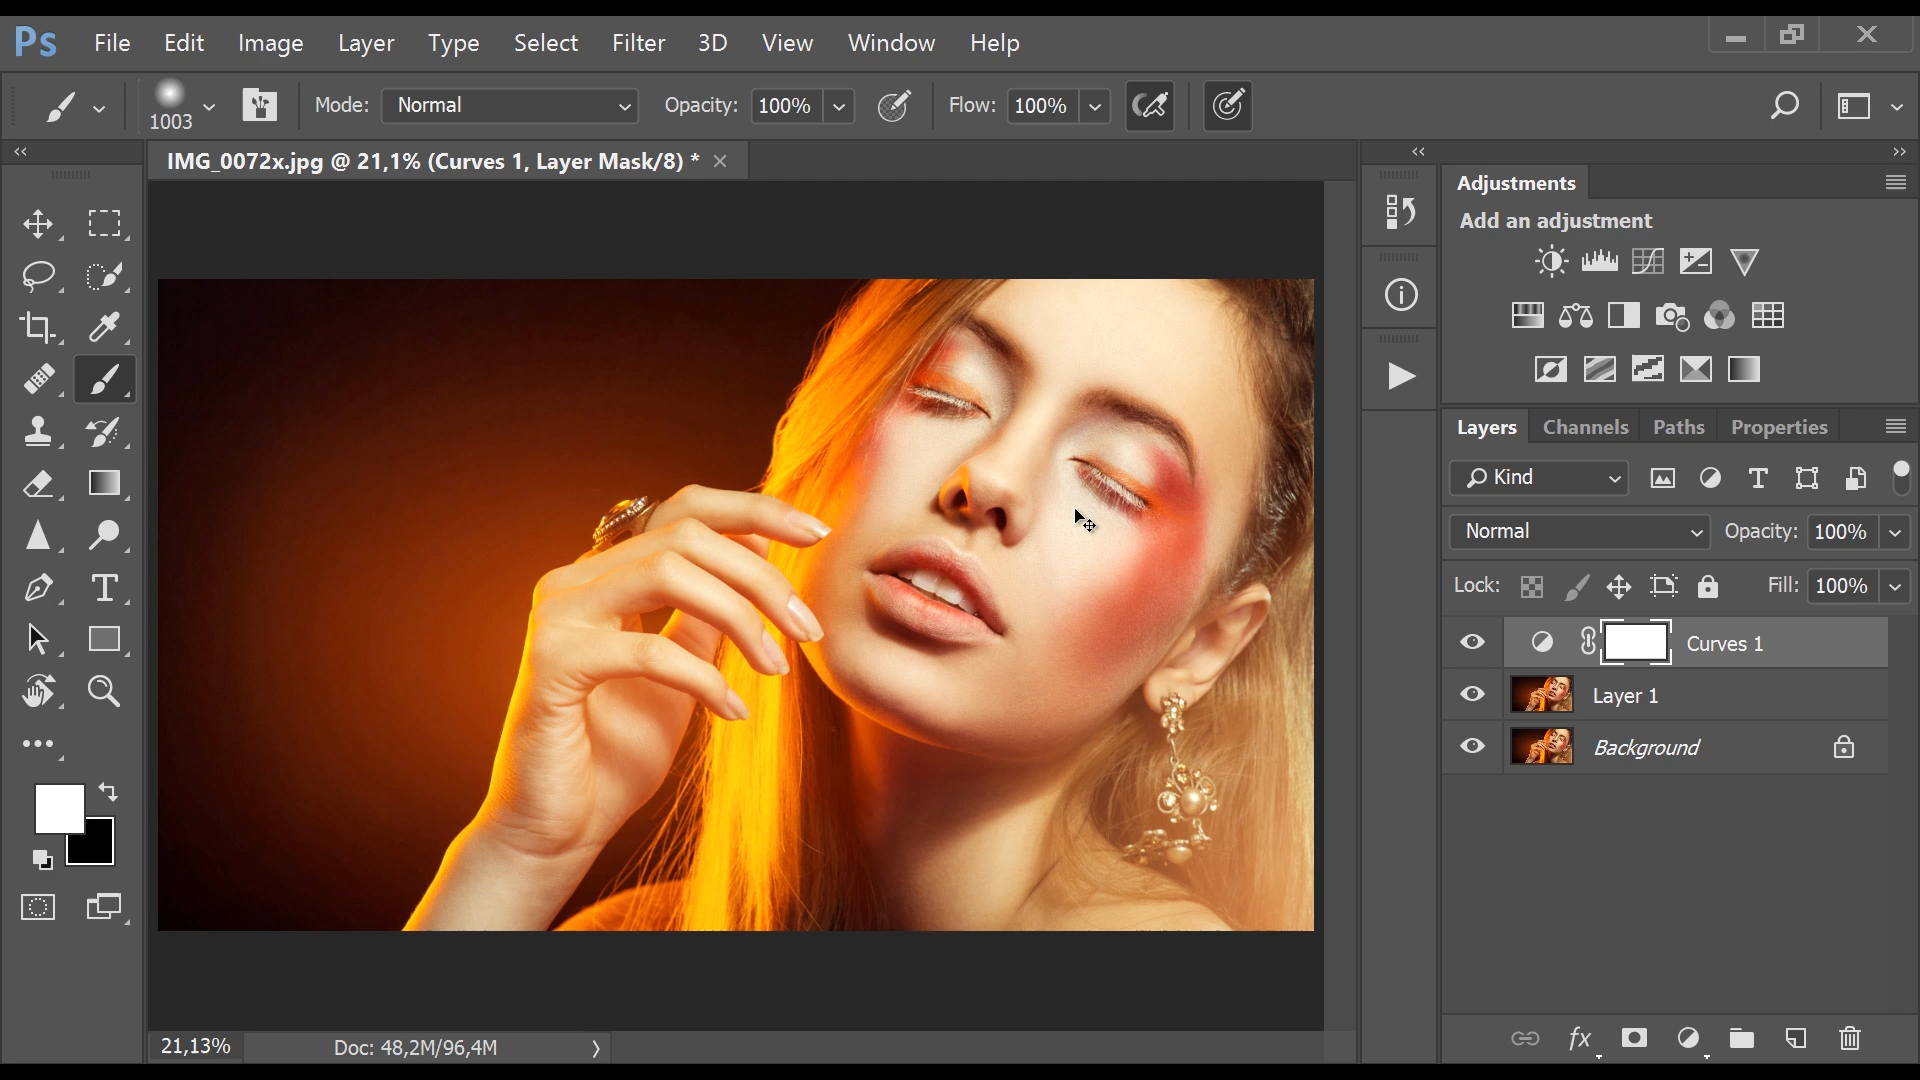 Ps File Edit Image Layer Type Select Filter 3D View Window Help
1003 Mode: Normal Opacity: 100% Flow: 100%
IMG_0072x.jpg @ 21,1% (Curves 1, Layer Mask/8) *
Adjustments
Add an adjustment
Layers Channels Paths Properties
Kind
Normal Opacity: 100%
Lock: Fill: 100%
Curves 1
Layer 1
Background
fx
21,13% Doc: 48,2M/96,4M